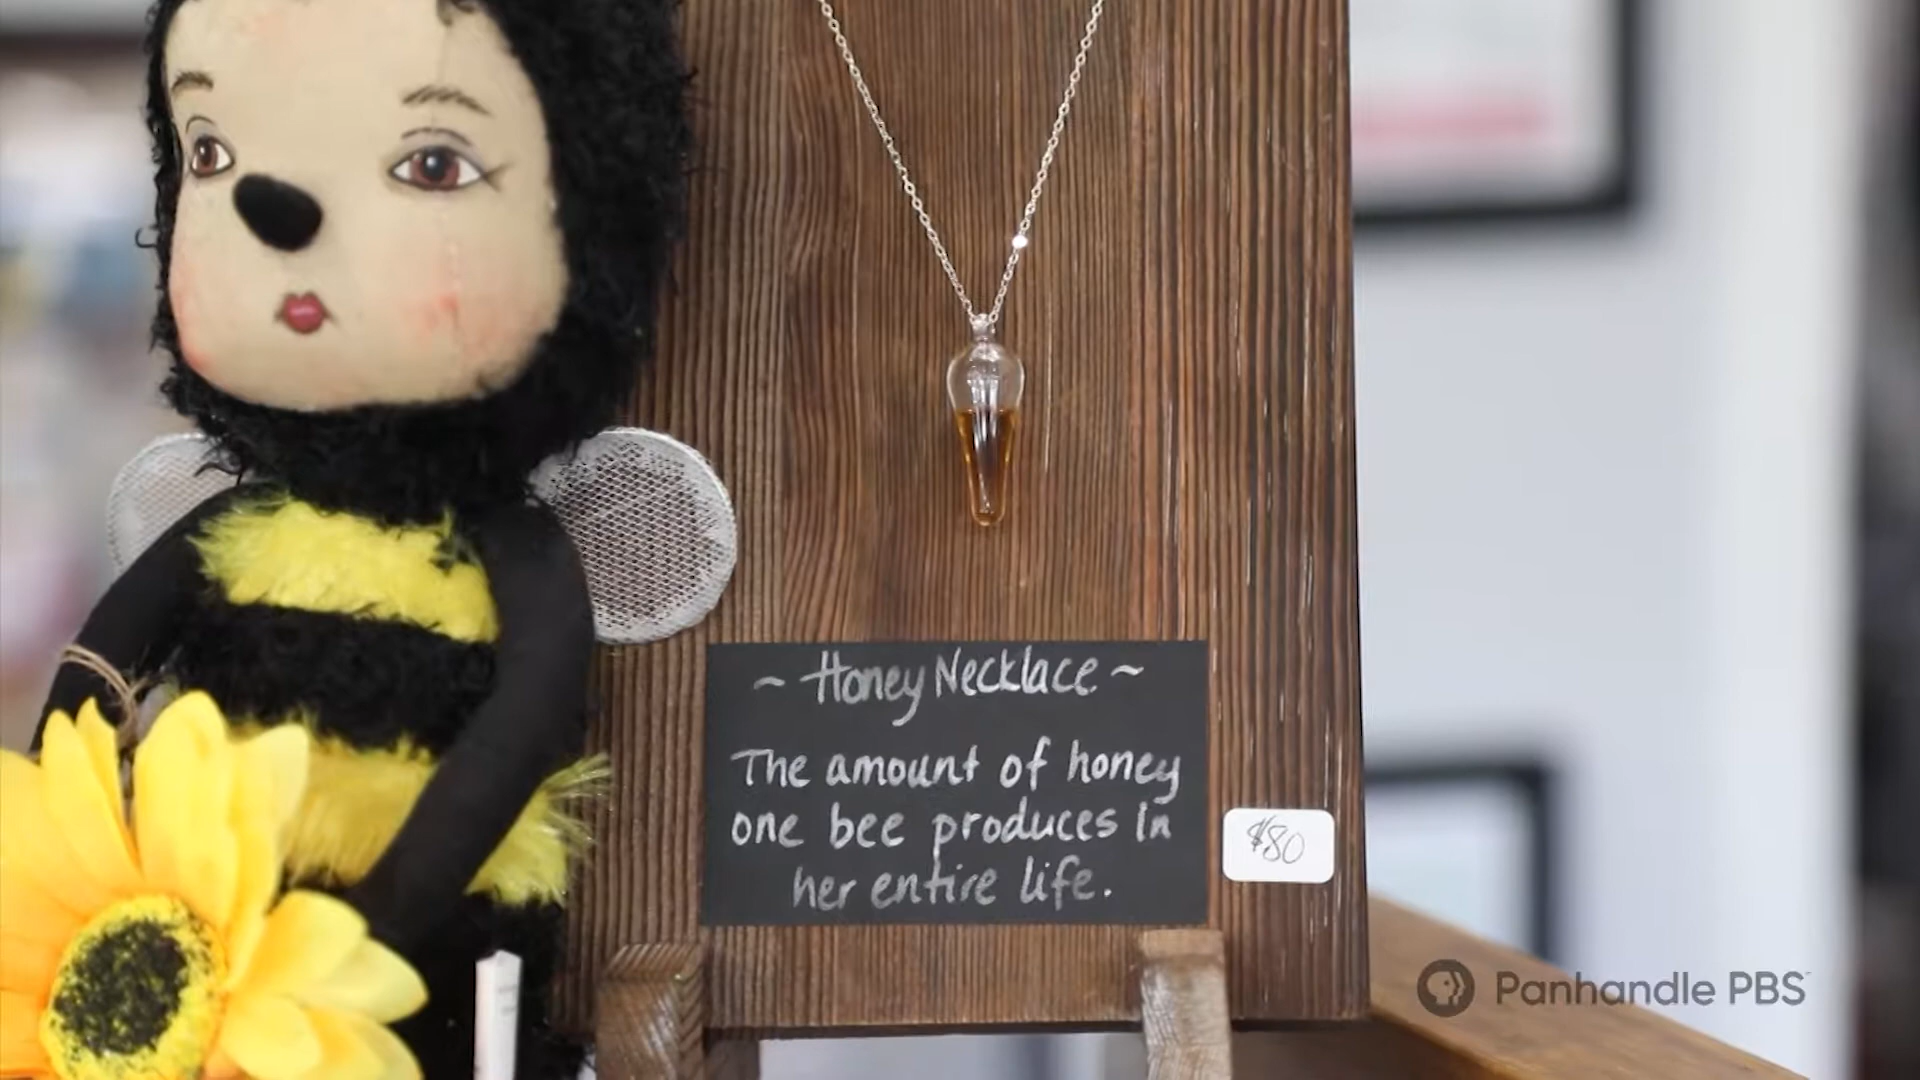 ~ Honey Necklace ~
The amount of honey
one bee produces in
her entire life.
$80
Panhandle PBS